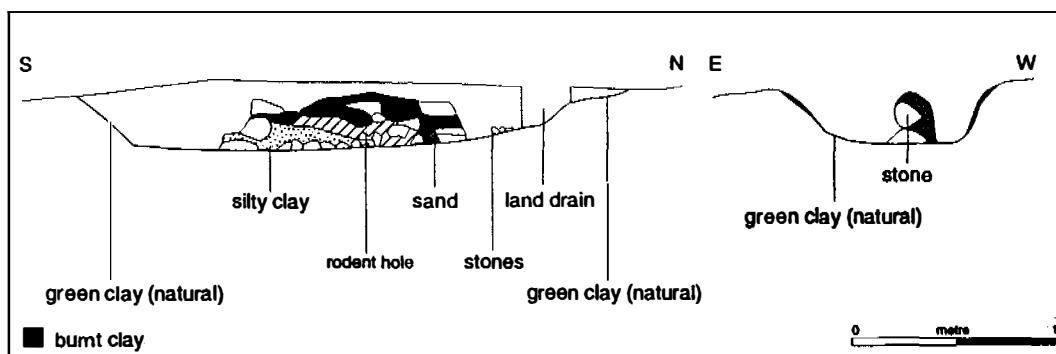 S
N
E
W
silty clay
sand
land drain
stone
green clay (natural)
rodent hole
stones
green clay (natural)
green clay (natural)
burnt clay
0 metre 1